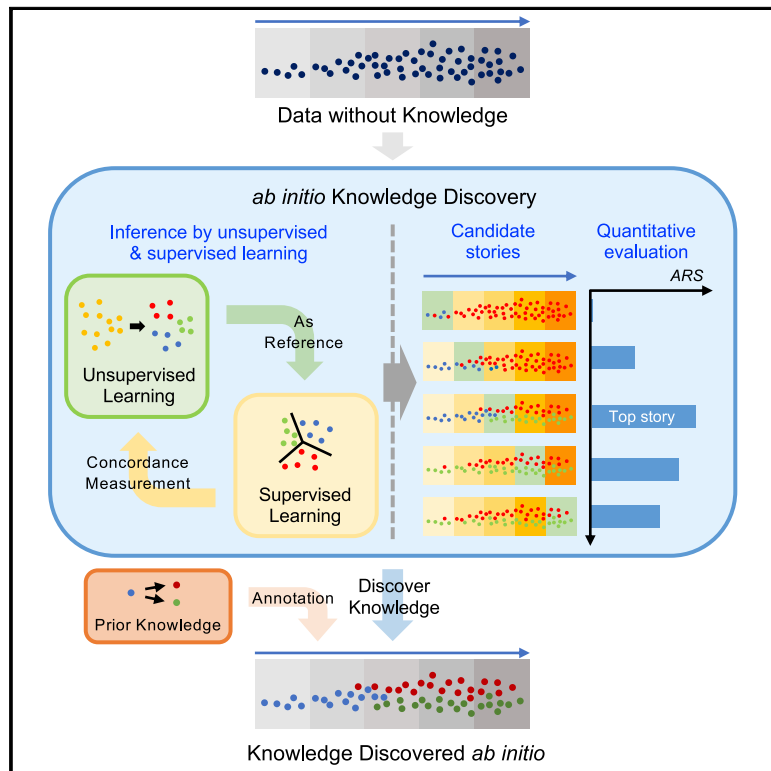 Data without Knowledge
ab initio Knowledge Discovery
Inference by unsupervised
& supervised learning
Candidate
stories
Quantitative
evaluation
ARS
Unsupervised
Learning
As
Reference
Concordance
Measurement
Supervised
Learning
Top story
Prior Knowledge
Annotation
Discover
Knowledge
Knowledge Discovered ab initio